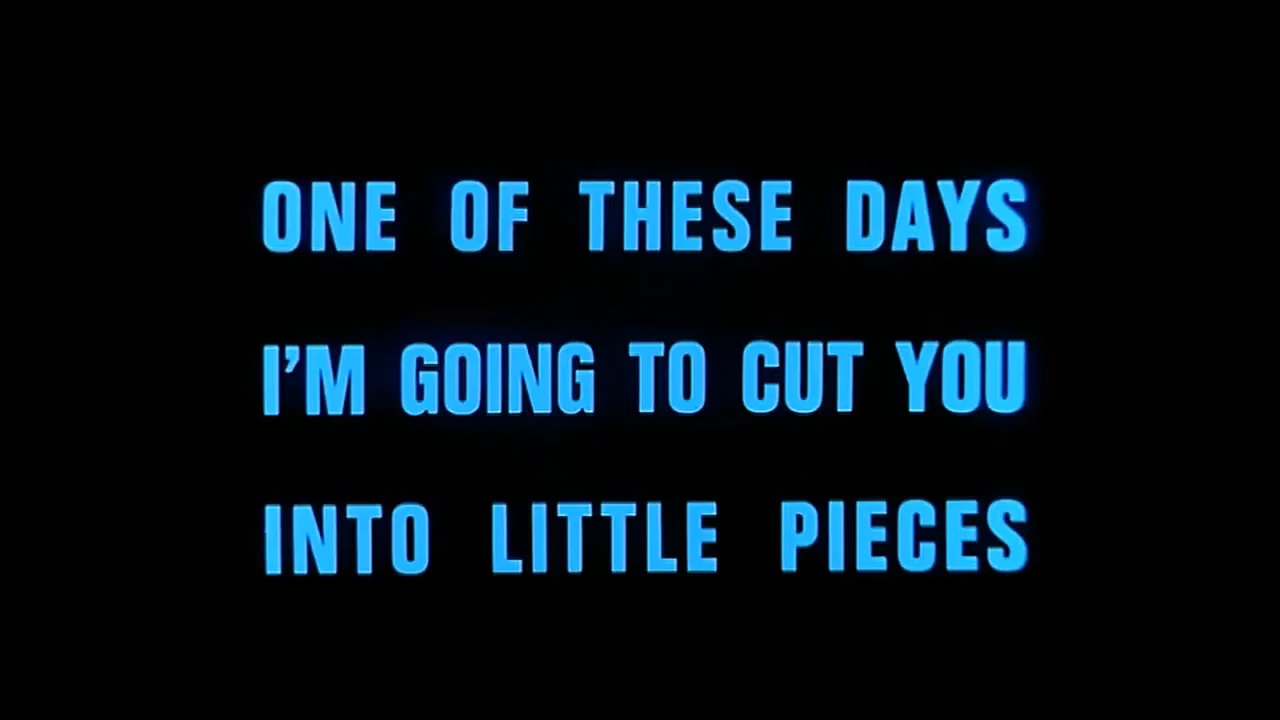 ONE OF THESE DAYS
I'M GOING TO CUT YOU
INTO LITTLE PIECES